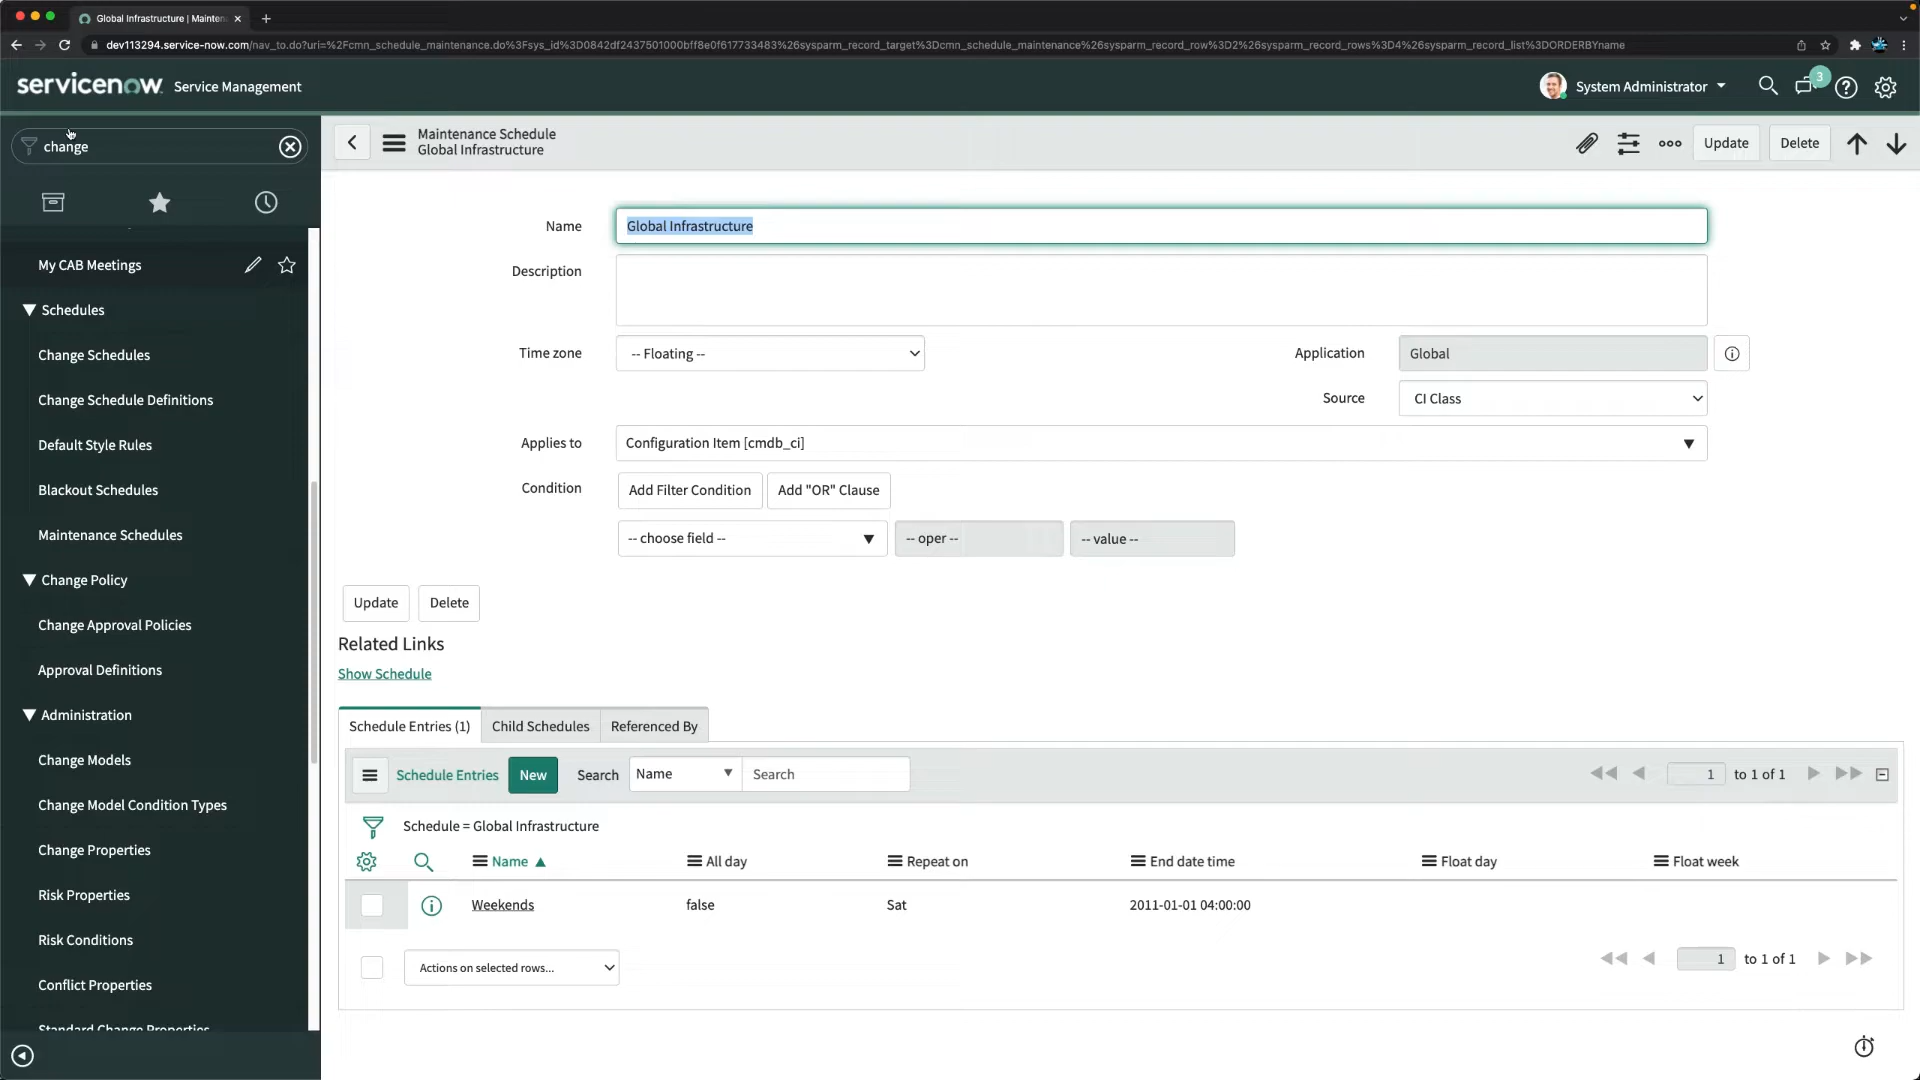 Global Infrastructure | Mainten
dev113294.service-now.com/nav_to.do?uri=%2Fcmn_schedule_maintenance.do%3Fsys_id%3D0842df2437501000bff8e0f617733483%26sysparm_record_target%3Dcmn_schedule_maintenance%26sysparm_record_row%3D2%26sysparm_record_rows%3D4%26sysparm_record_list%3DORDERBYname
servicenow Service Management
System Administrator
3
change
Maintenance Schedule
Global Infrastructure
Update
Delete
My CAB Meetings
Schedules
Change Schedules
Change Schedule Definitions
Default Style Rules
Blackout Schedules
Maintenance Schedules
Change Policy
Change Approval Policies
Approval Definitions
Administration
Change Models
Change Model Condition Types
Change Properties
Risk Properties
Risk Conditions
Conflict Properties
Standard Change Properties
Name
Global Infrastructure
Description
Time zone
-- Floating --
Application
Global
Source
CI Class
Applies to
Configuration Item [cmdb_ci]
Condition
Add Filter Condition
Add "OR" Clause
-- choose field --
-- oper --
-- value --
Update
Delete
Related Links
Show Schedule
Schedule Entries (1)
Child Schedules
Referenced By
Schedule Entries
New
Search
Name
Search
1 to 1 of 1
Schedule = Global Infrastructure
Name
All day
Repeat on
End date time
Float day
Float week
Weekends
false
Sat
2011-01-01 04:00:00
Actions on selected rows...
1 to 1 of 1